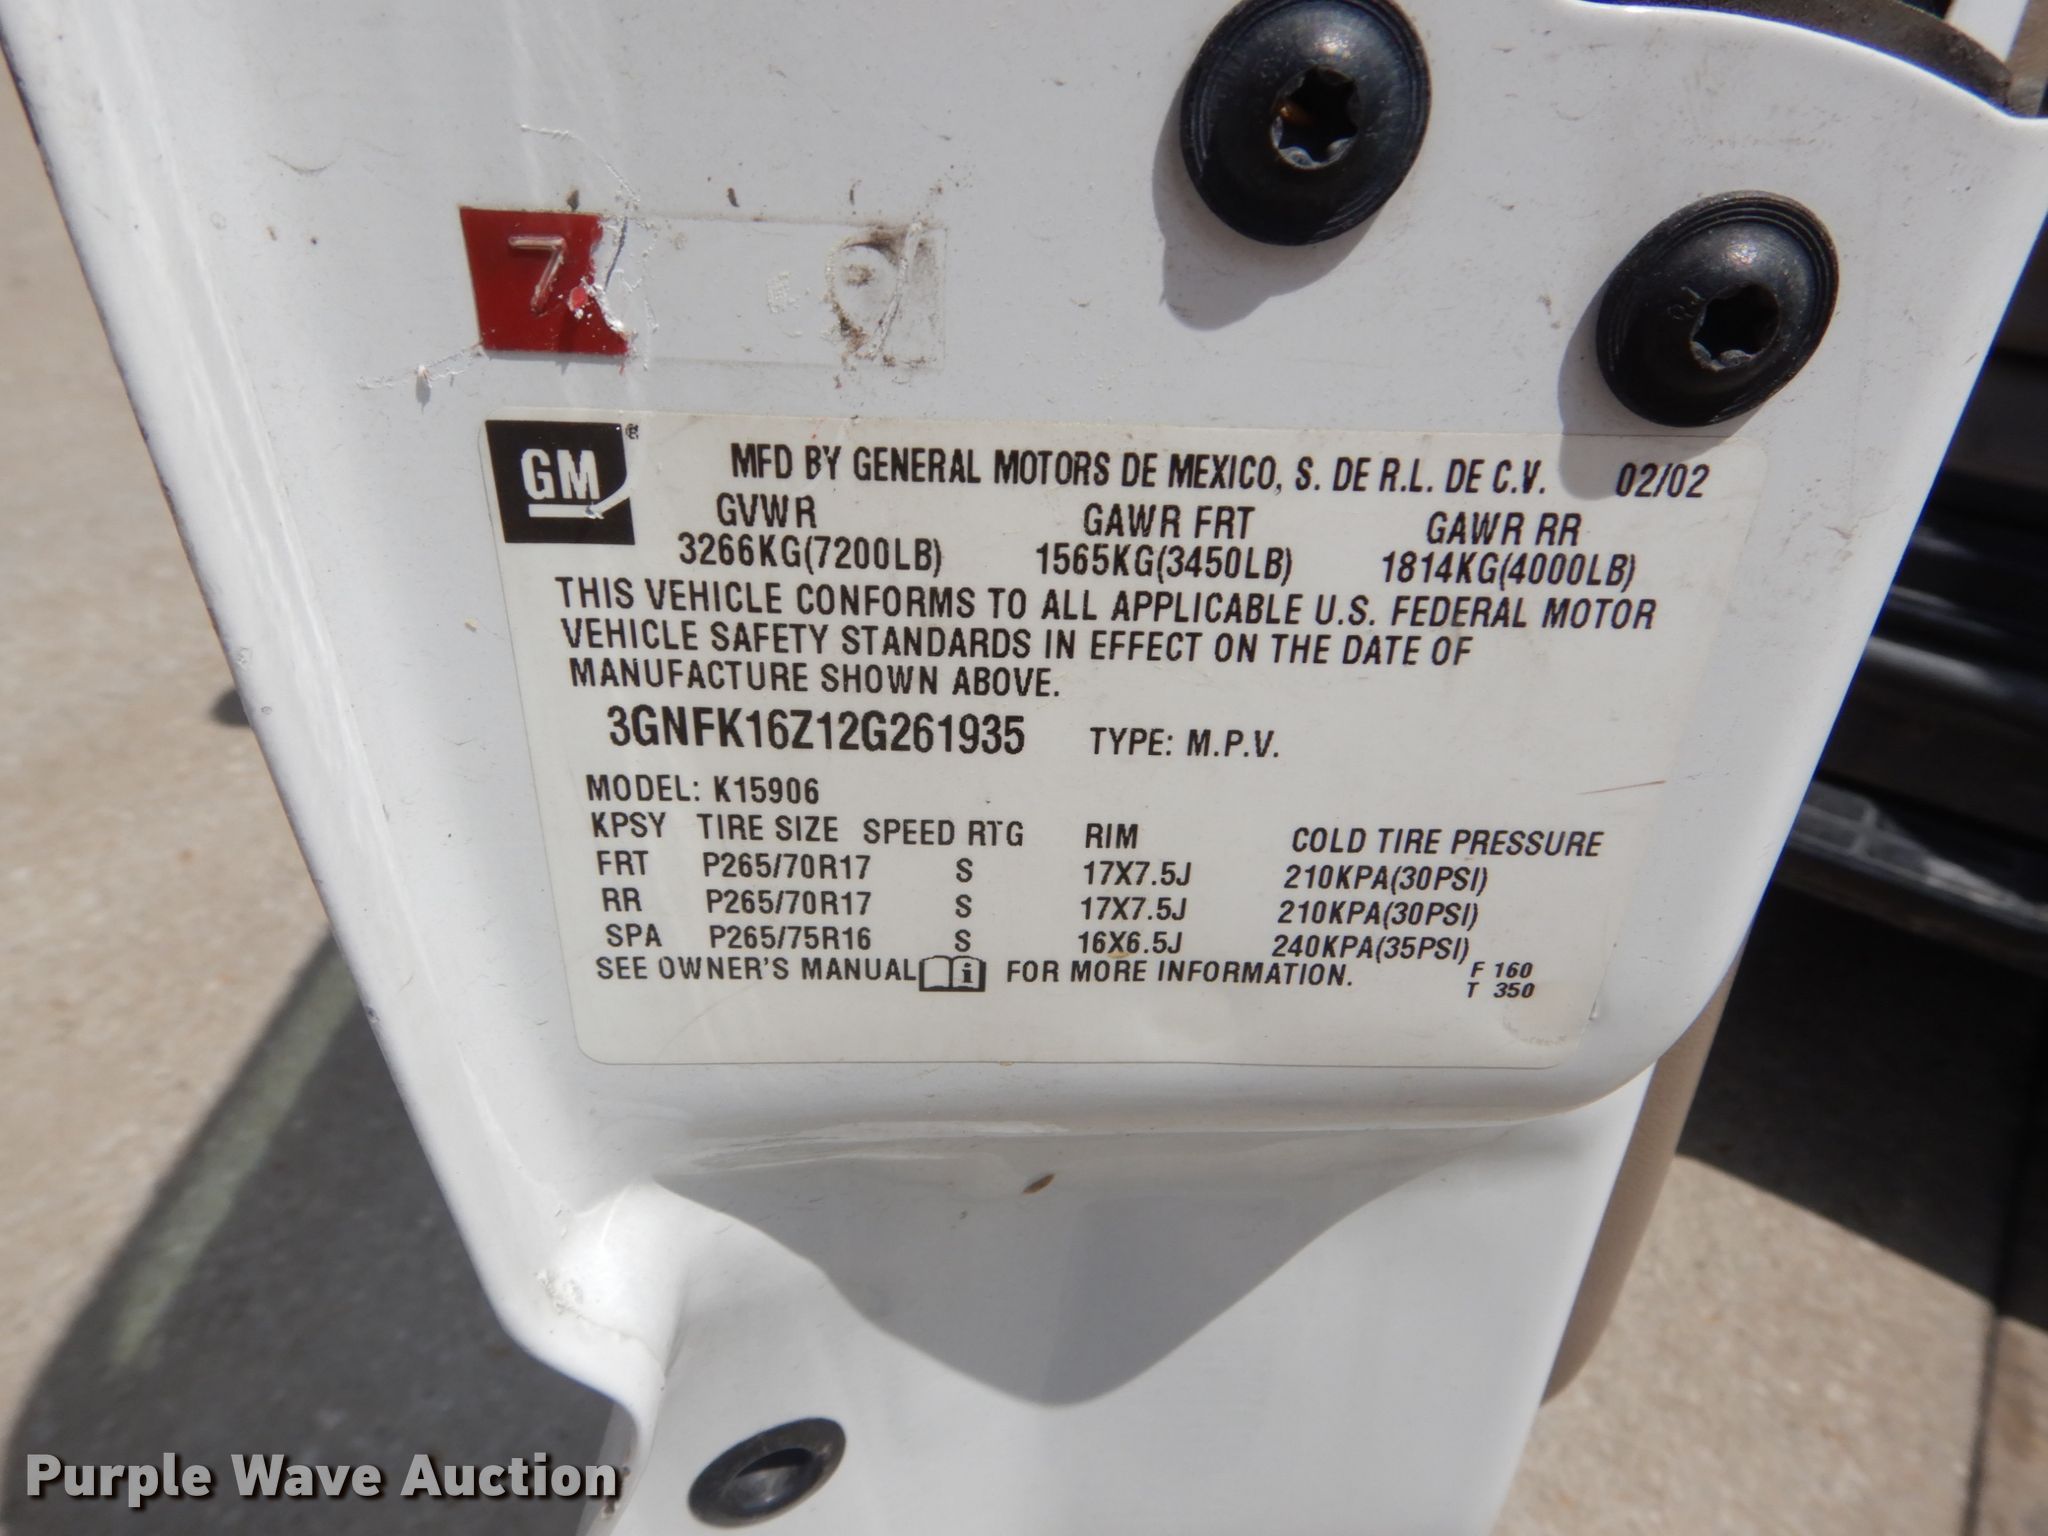 7
GM®
MFD BY GENERAL MOTORS DE MEXICO, S. DE R.L. DE C.V. 02/02
GVWR GAWR FRT GAWR RR
3266KG(7200LB) 1565KG(3450LB) 1814KG(4000LB)
THIS VEHICLE CONFORMS TO ALL APPLICABLE U.S. FEDERAL MOTOR
VEHICLE SAFETY STANDARDS IN EFFECT ON THE DATE OF
MANUFACTURE SHOWN ABOVE.
3GNFK16Z12G261935 TYPE: M.P.V.
MODEL: K15906
KPSY TIRE SIZE SPEED RTG RIM COLD TIRE PRESSURE
FRT P265/70R17 S 17X7.5J 210KPA(30PSI)
RR P265/70R17 S 17X7.5J 210KPA(30PSI)
SPA P265/75R16 S 16X6.5J 240KPA(35PSI)
SEE OWNER'S MANUAL i FOR MORE INFORMATION.
F 160
T 350
Purple Wave Auction